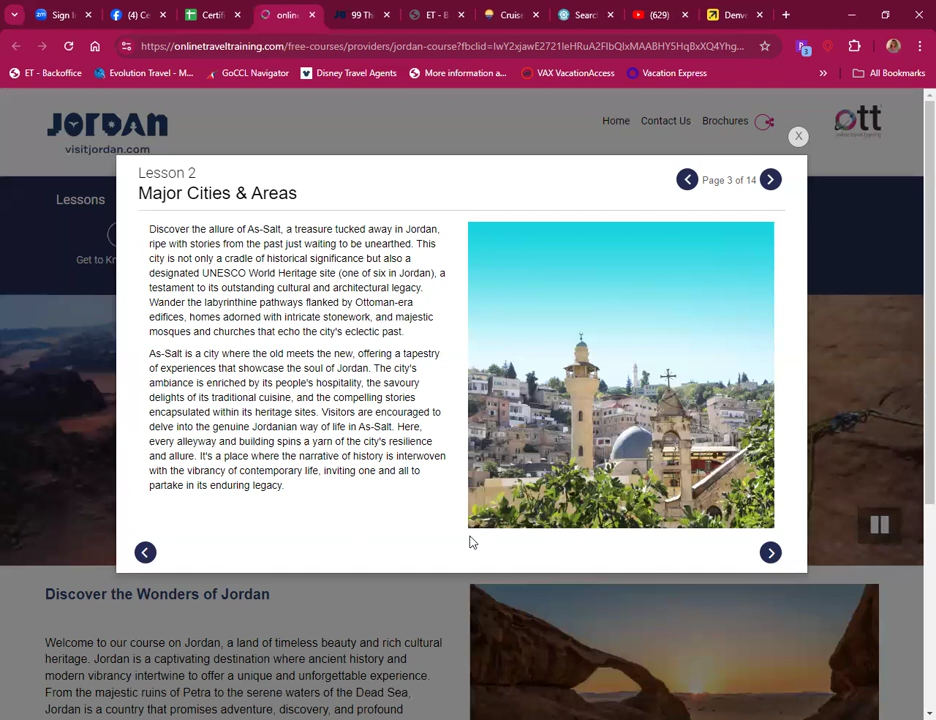 Sign i
(4) Ce
Certifi
online
99 Thi
ET - B
Cruise
Searc
(629)
Denve
https://onlinetraveltraining.com/free-courses/providers/jordan-course?fbclid=IwY2xjawE2721leHRuA2FlbQIxMAABHY5HqBxXQ4Yhg...
3
ET - Backoffice
Evolution Travel - M...
GoCCL Navigator
Disney Travel Agents
More information a...
VAX VacationAccess
Vacation Express
All Bookmarks
JORDAN
visitjordan.com
Home
Contact Us
Brochures
ott
X
Lessons
Get to Kn
Lesson 2
Major Cities & Areas
Page 3 of 14
Discover the allure of As-Salt, a treasure tucked away in Jordan,
ripe with stories from the past just waiting to be unearthed. This
city is not only a cradle of historical significance but also a
designated UNESCO World Heritage site (one of six in Jordan), a
testament to its outstanding cultural and architectural legacy.
Wander the labyrinthine pathways flanked by Ottoman-era
edifices, homes adorned with intricate stonework, and majestic
mosques and churches that echo the city's eclectic past.
As-Salt is a city where the old meets the new, offering a tapestry
of experiences that showcase the soul of Jordan. The city's
ambiance is enriched by its people's hospitality, the savoury
delights of its traditional cuisine, and the compelling stories
encapsulated within its heritage sites. Visitors are encouraged to
delve into the genuine Jordanian way of life in As-Salt. Here,
every alleyway and building spins a yarn of the city's resilience
and allure. It's a place where the narrative of history is interwoven
with the vibrancy of contemporary life, inviting one and all to
partake in its enduring legacy.
Discover the Wonders of Jordan
Welcome to our course on Jordan, a land of timeless beauty and rich cultural
heritage. Jordan is a captivating destination where ancient history and
modern vibrancy intertwine to offer a unique and unforgettable experience.
From the majestic ruins of Petra to the serene waters of the Dead Sea,
Jordan is a country that promises adventure, discovery, and profound